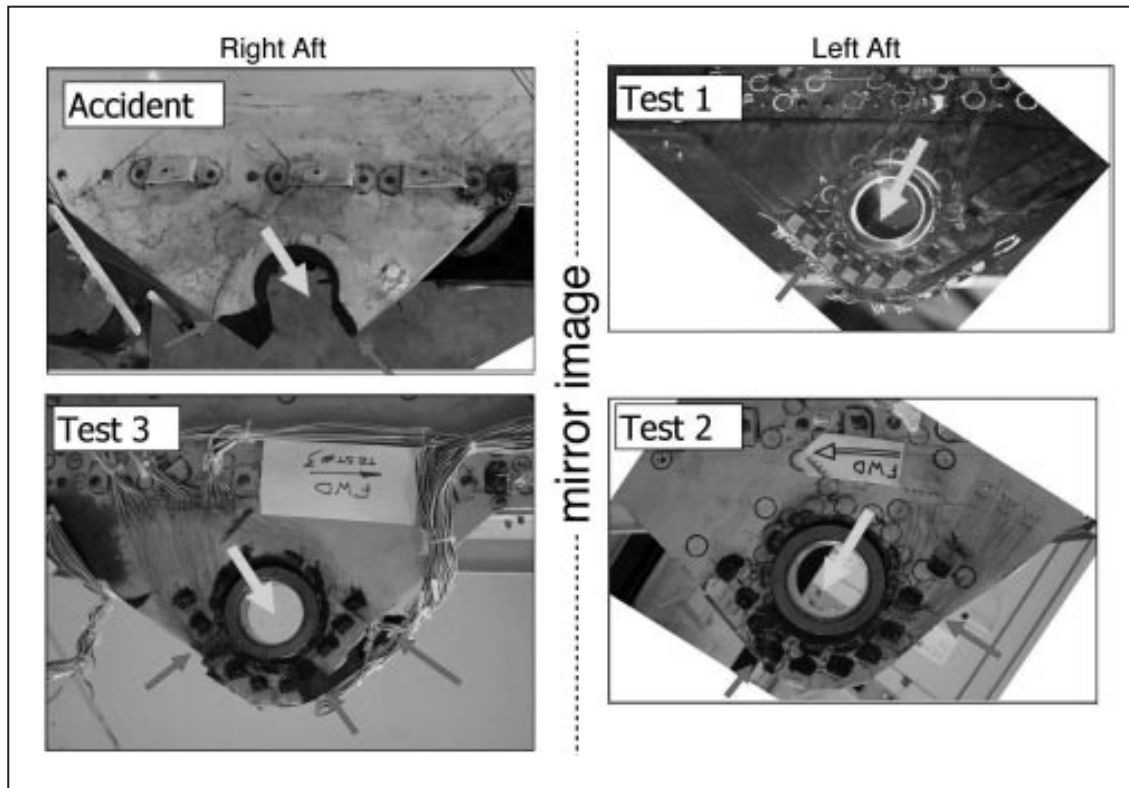 Right Aft
Left Aft
Accident
Test 1
mirror image
Test 3
TEST#3
FWD
Test 2
FWD